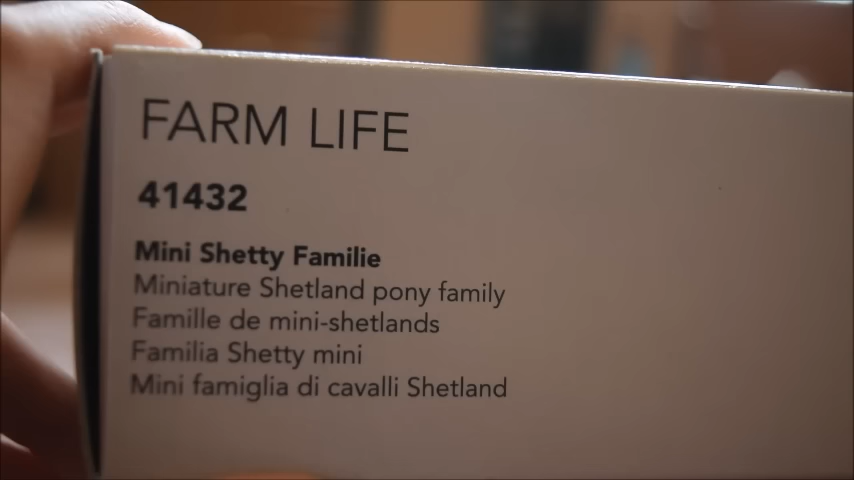 FARM LIFE
41432
Mini Shetty Familie
Miniature Shetland pony family
Famille de mini-shetlands
Familia Shetty mini
Mini famiglia di cavalli Shetland